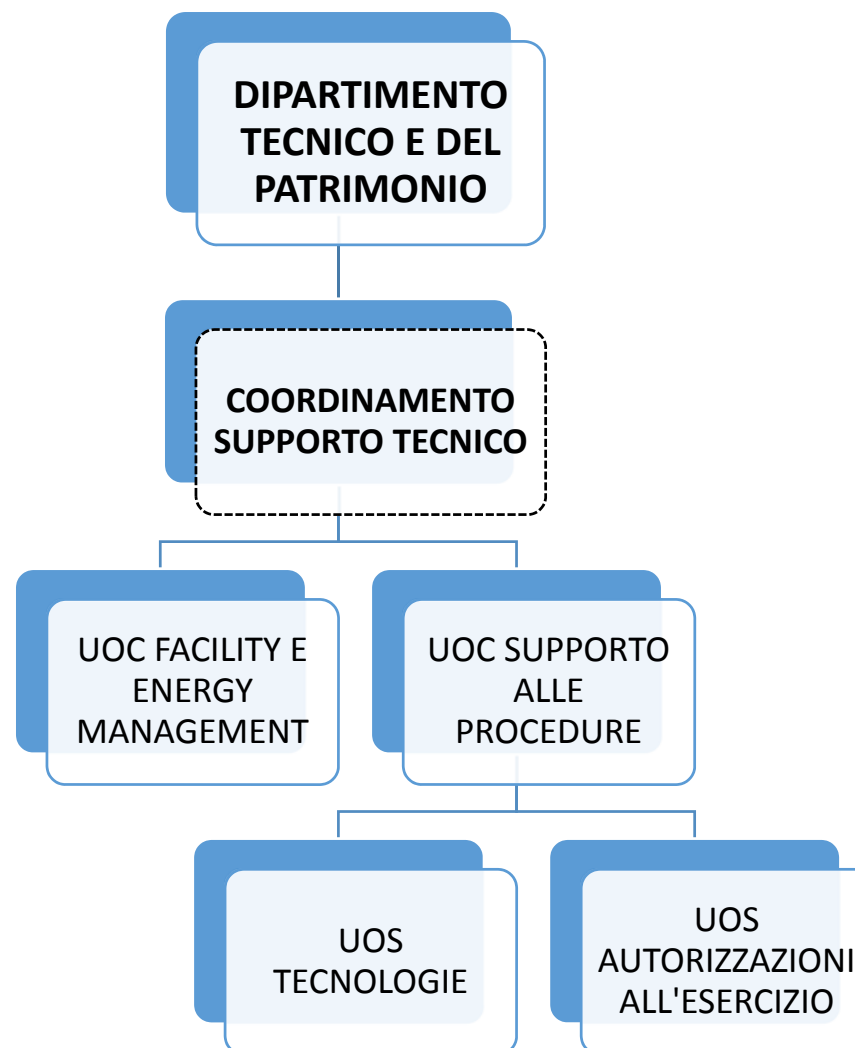 DIPARTIMENTO
TECNICO E DEL
PATRIMONIO
COORDINAMENTO
SUPPORTO TECNICO
UOC FACILITY E
ENERGY
MANAGEMENT
UOC SUPPORTO
ALLE
PROCEDURE
UOS
TECNOLOGIE
UOS
AUTORIZZAZIONI
ALL'ESERCIZIO